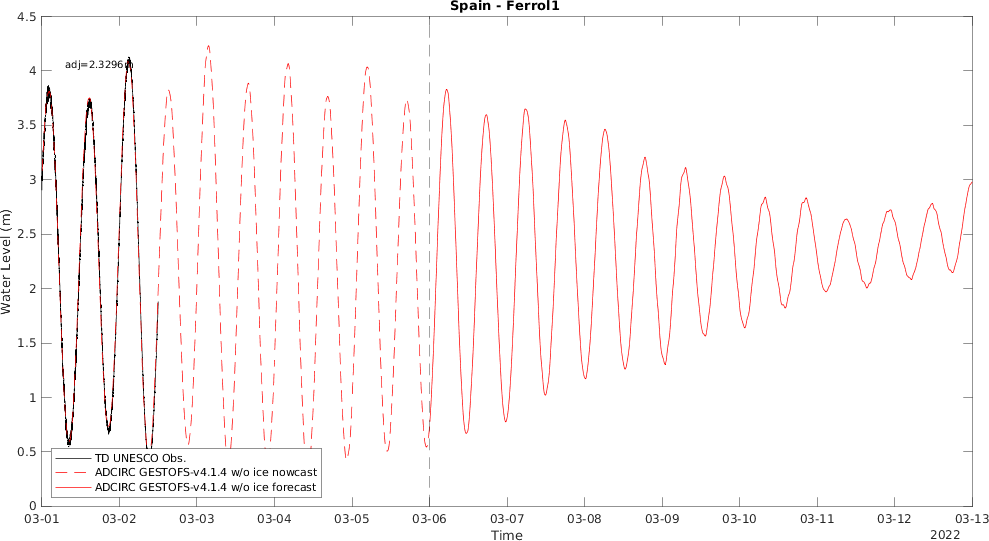 Spain - Ferrol1
4.5
4
3.5
3
2.5
2
1.5
1
0.5
0
Water Level (m)
adj=2.3296
TD UNESCO Obs.
ADCIRC GESTOFS-v4.1.4 w/o ice nowcast
ADCIRC GESTOFS-v4.1.4 w/o ice forecast
03-01 03-02 03-03 03-04 03-05 03-06 03-07 03-08 03-09 03-10 03-11 03-12 03-13
Time
2022